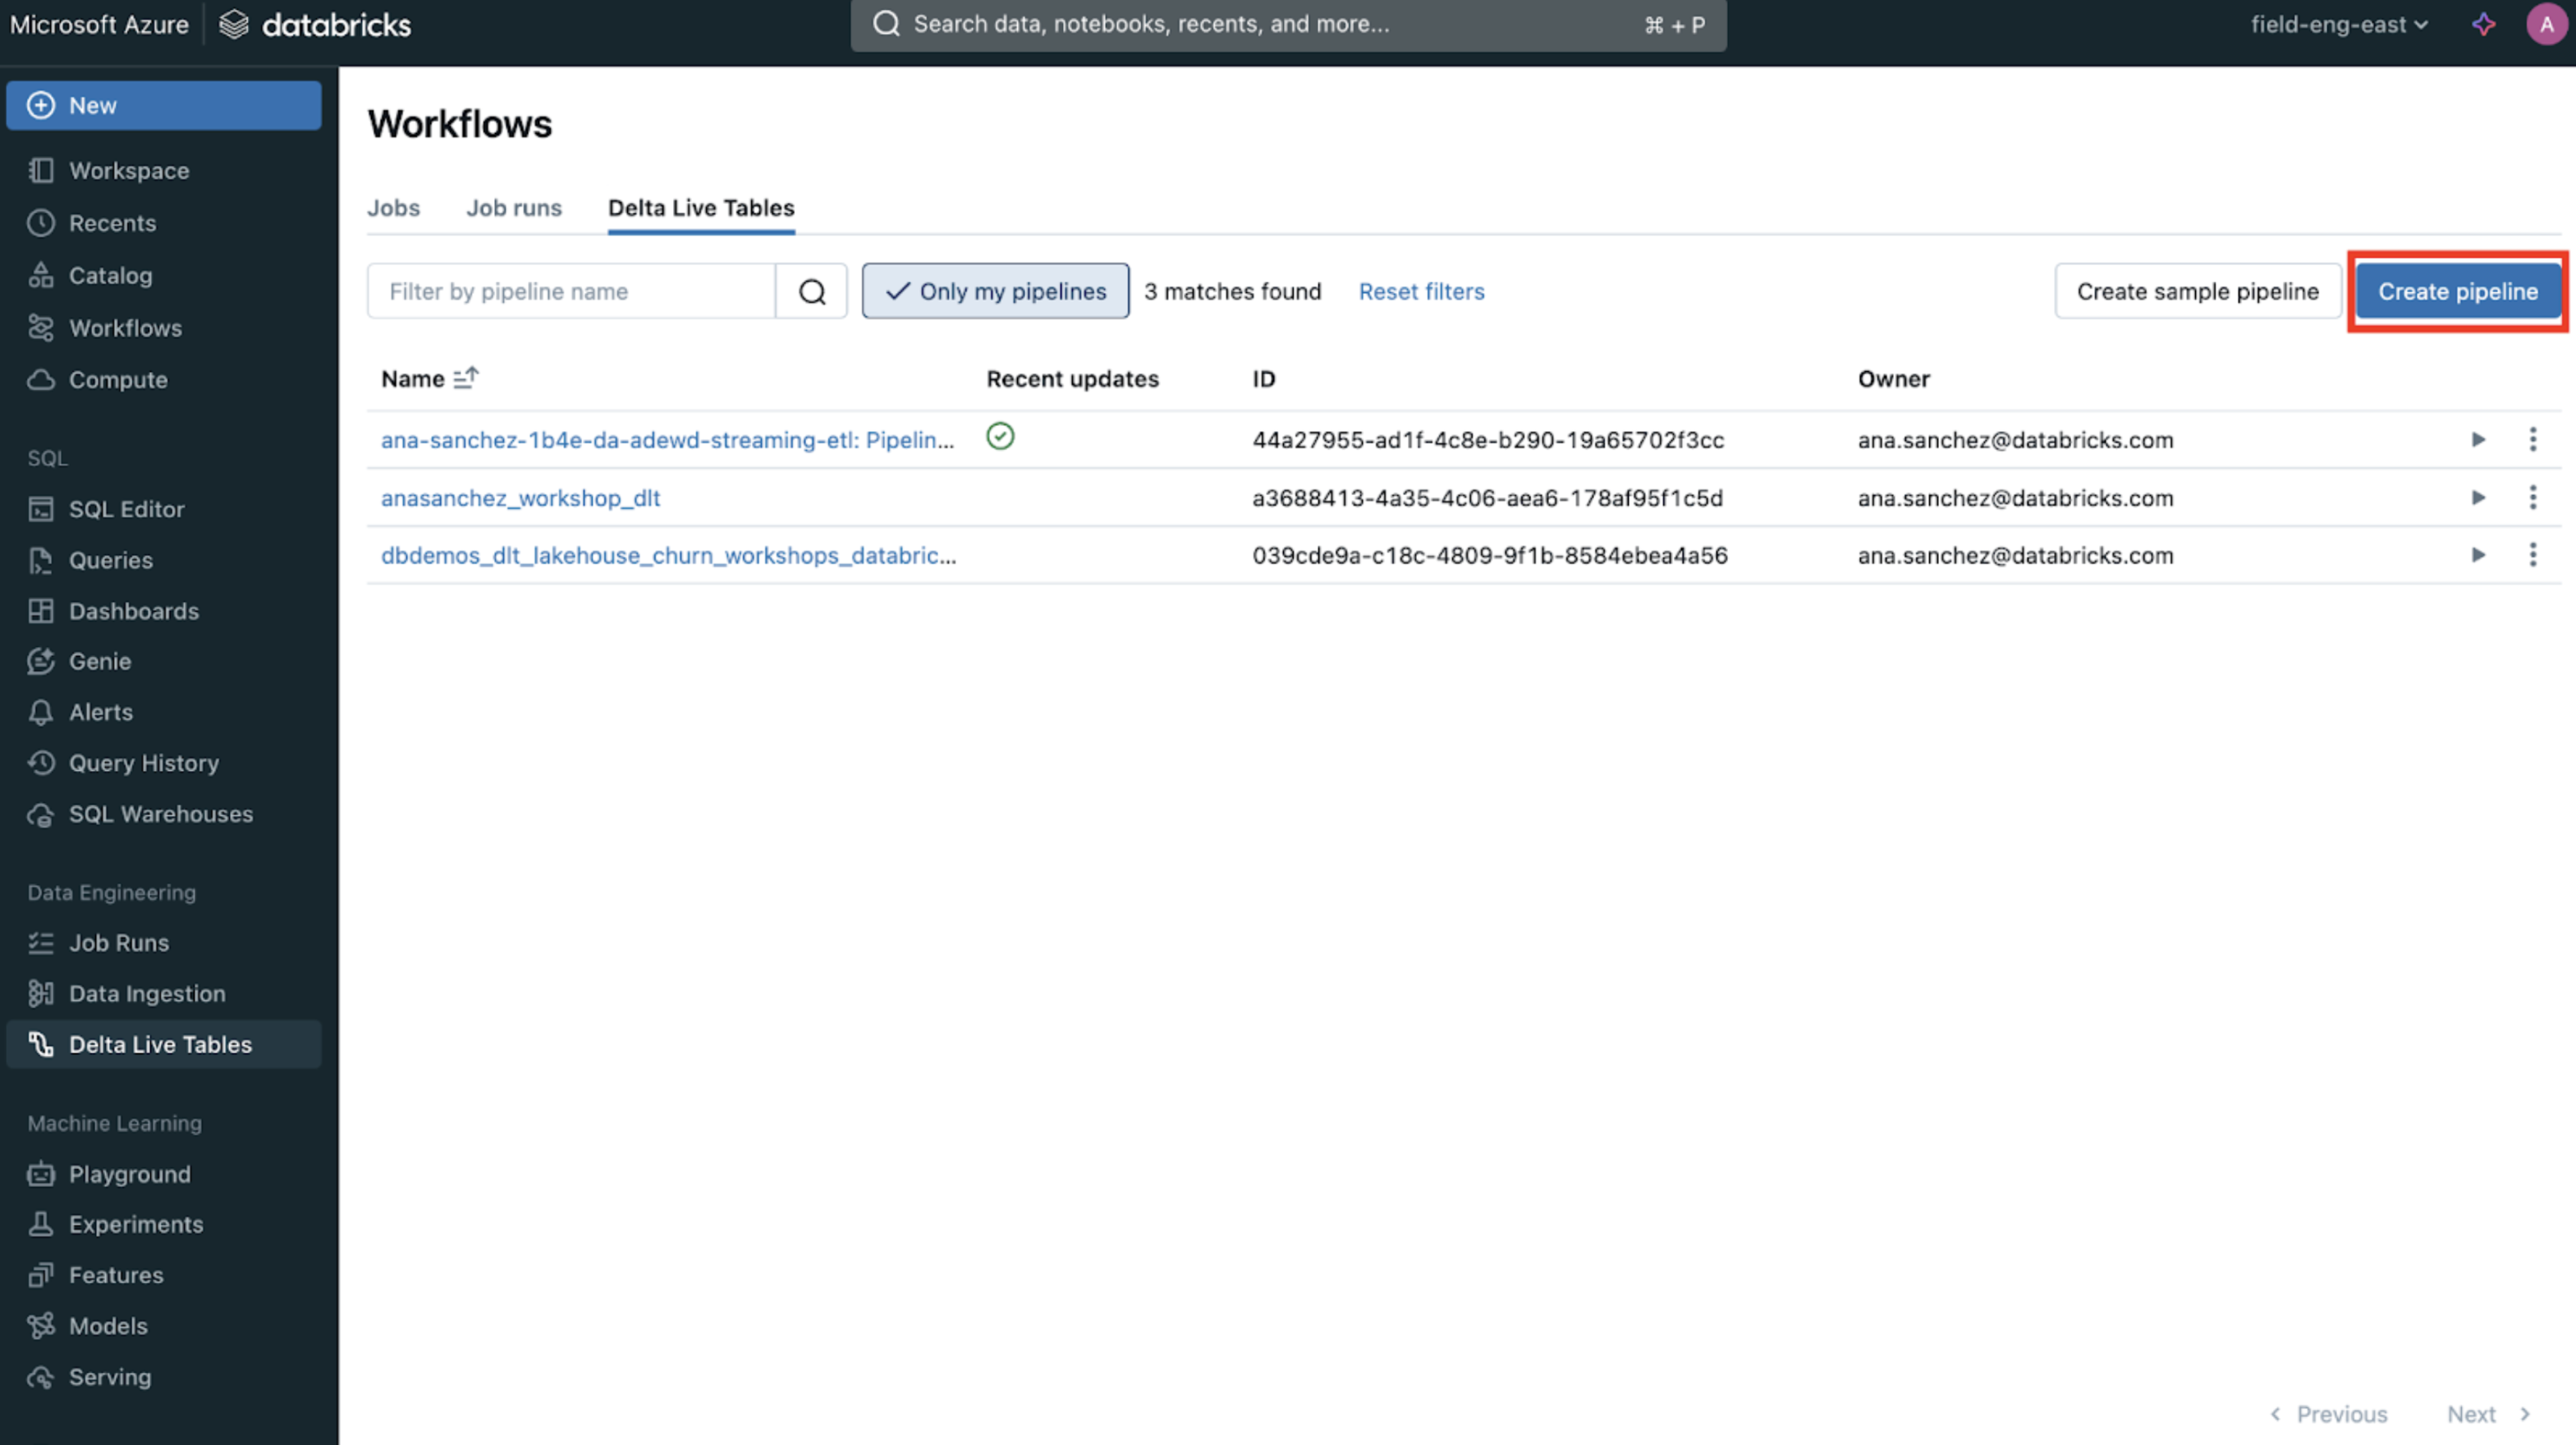 Microsoft Azure databricks
Search data, notebooks, recents, and more... ⌘ + P
field-eng-east
A
New
Workspace
Recents
Catalog
Workflows
Compute
SQL
SQL Editor
Queries
Dashboards
Genie
Alerts
Query History
SQL Warehouses
Data Engineering
Job Runs
Data Ingestion
Delta Live Tables
Machine Learning
Playground
Experiments
Features
Models
Serving
Workflows
Jobs Job runs Delta Live Tables
Filter by pipeline name Only my pipelines 3 matches found Reset filters Create sample pipeline Create pipeline
Name Recent updates ID Owner
ana-sanchez-1b4e-da-adewd-streaming-etl: Pipelin... 44a27955-ad1f-4c8e-b290-19a65702f3cc ana.sanchez@databricks.com
anasanchez_workshop_dlt a3688413-4a35-4c06-aea6-178af95f1c5d ana.sanchez@databricks.com
dbdemos_dlt_lakehouse_churn_workshops_databric... 039cde9a-c18c-4809-9f1b-8584ebea4a56 ana.sanchez@databricks.com
Previous Next